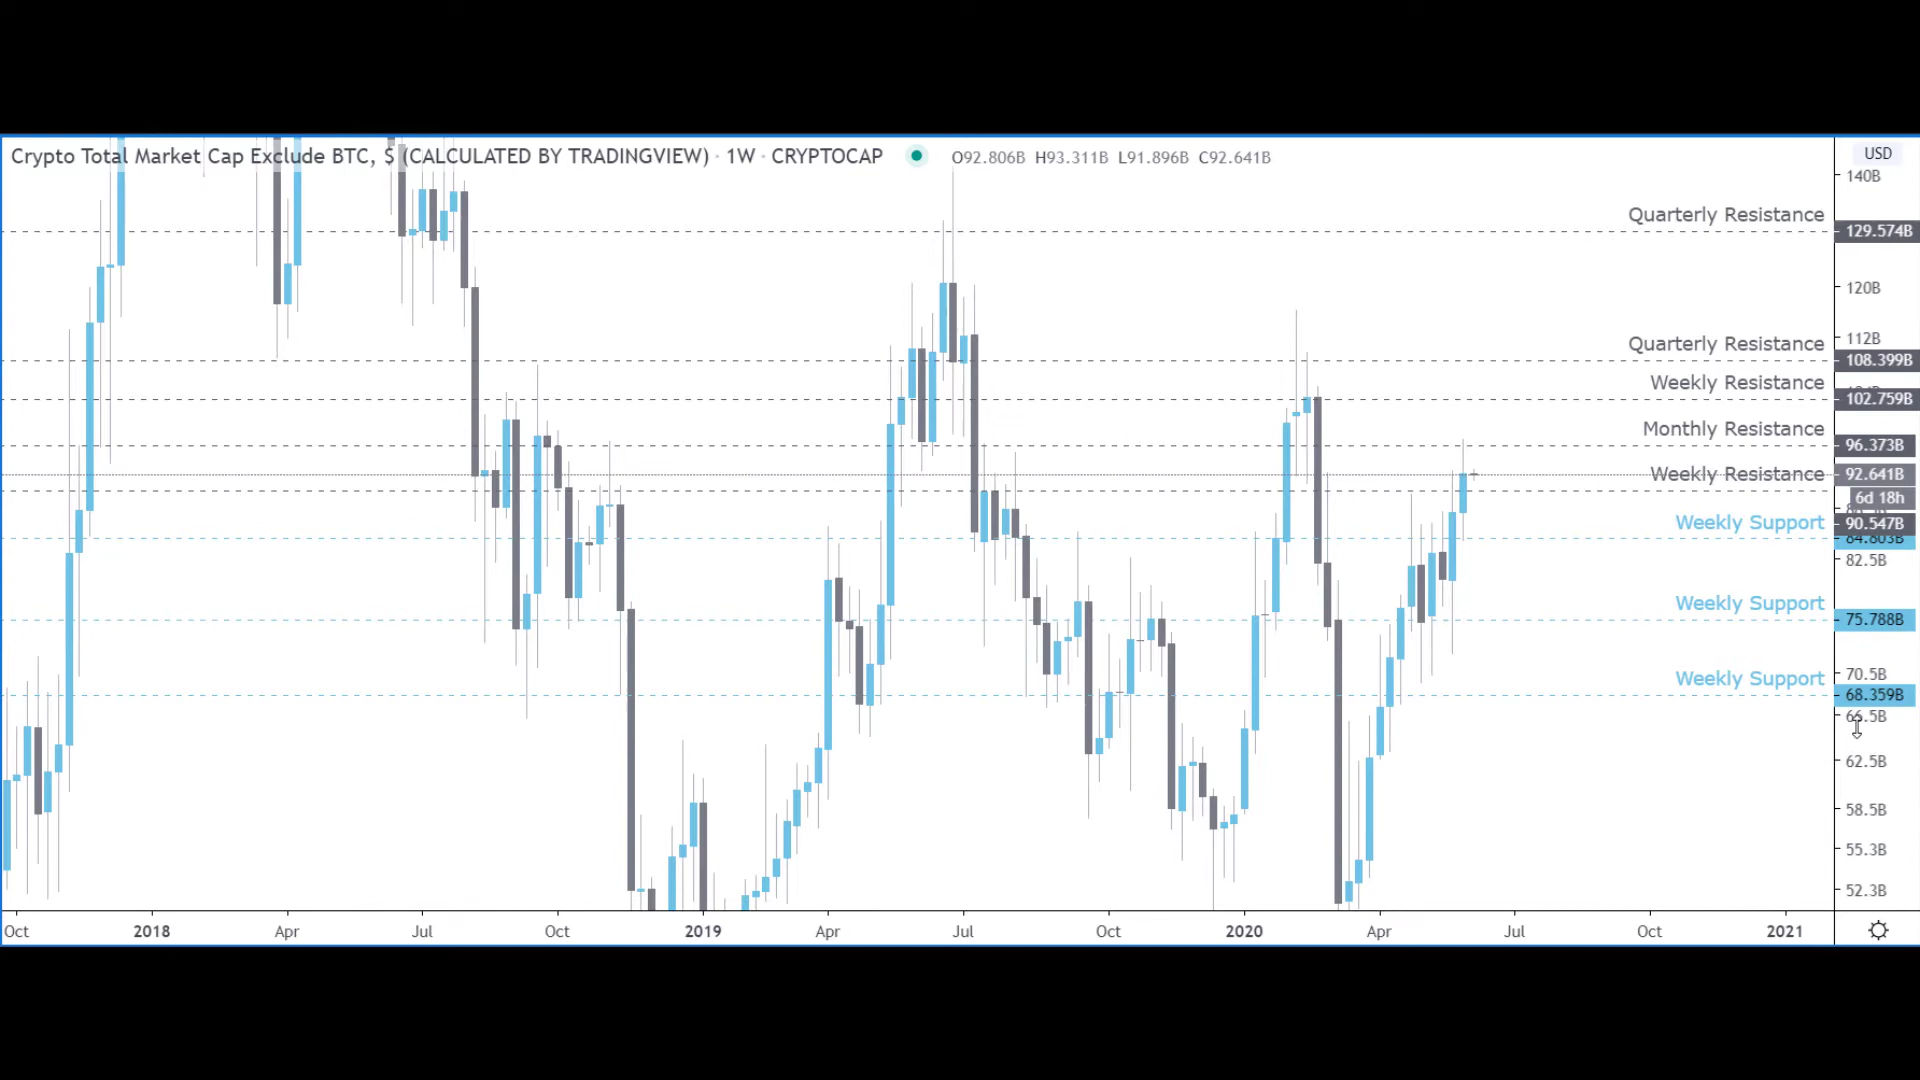 Crypto Total Market Cap Exclude BTC, $ (CALCULATED BY TRADINGVIEW) · 1W · CRYPTOCAP O92.806B H93.311B L91.896B C92.641B
USD
140B
Quarterly Resistance
129.574B
120B
112B
Quarterly Resistance
108.399B
Weekly Resistance
102.759B
Monthly Resistance
96.373B
Weekly Resistance 92.641B
6d 18h
Weekly Support 90.547B
84.803B
82.5B
Weekly Support
75.788B
70.5B
Weekly Support
68.359B
66.5B
62.5B
58.5B
55.3B
52.3B
Oct 2018 Apr Jul Oct 2019 Apr Jul Oct 2020 Apr Jul Oct 2021